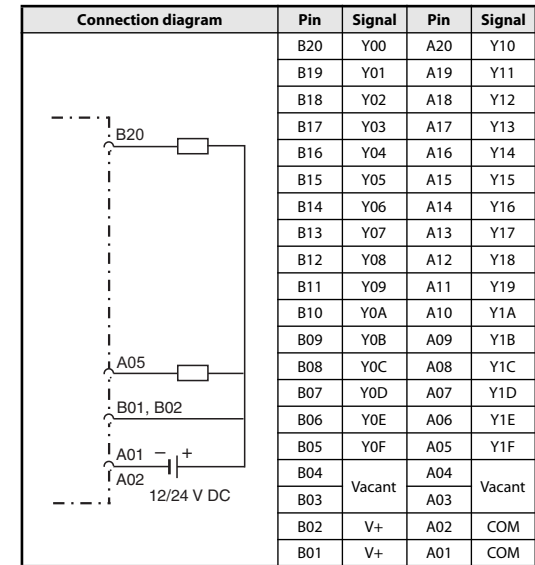 Connection diagram Pin Signal Pin Signal
B20 Y00 A20 Y10
B19 Y01 A19 Y11
B18 Y02 A18 Y12
B17 Y03 A17 Y13
B16 Y04 A16 Y14
B15 Y05 A15 Y15
B14 Y06 A14 Y16
B13 Y07 A13 Y17
B12 Y08 A12 Y18
B11 Y09 A11 Y19
B10 Y0A A10 Y1A
B09 Y0B A09 Y1B
B08 Y0C A08 Y1C
B07 Y0D A07 Y1D
B06 Y0E A06 Y1E
B05 Y0F A05 Y1F
B04 Vacant A04 Vacant
B03 A03
B02 V+ A02 COM
B01 V+ A01 COM
B20
A05
B01, B02
A01 – +
A02
12/24 V DC